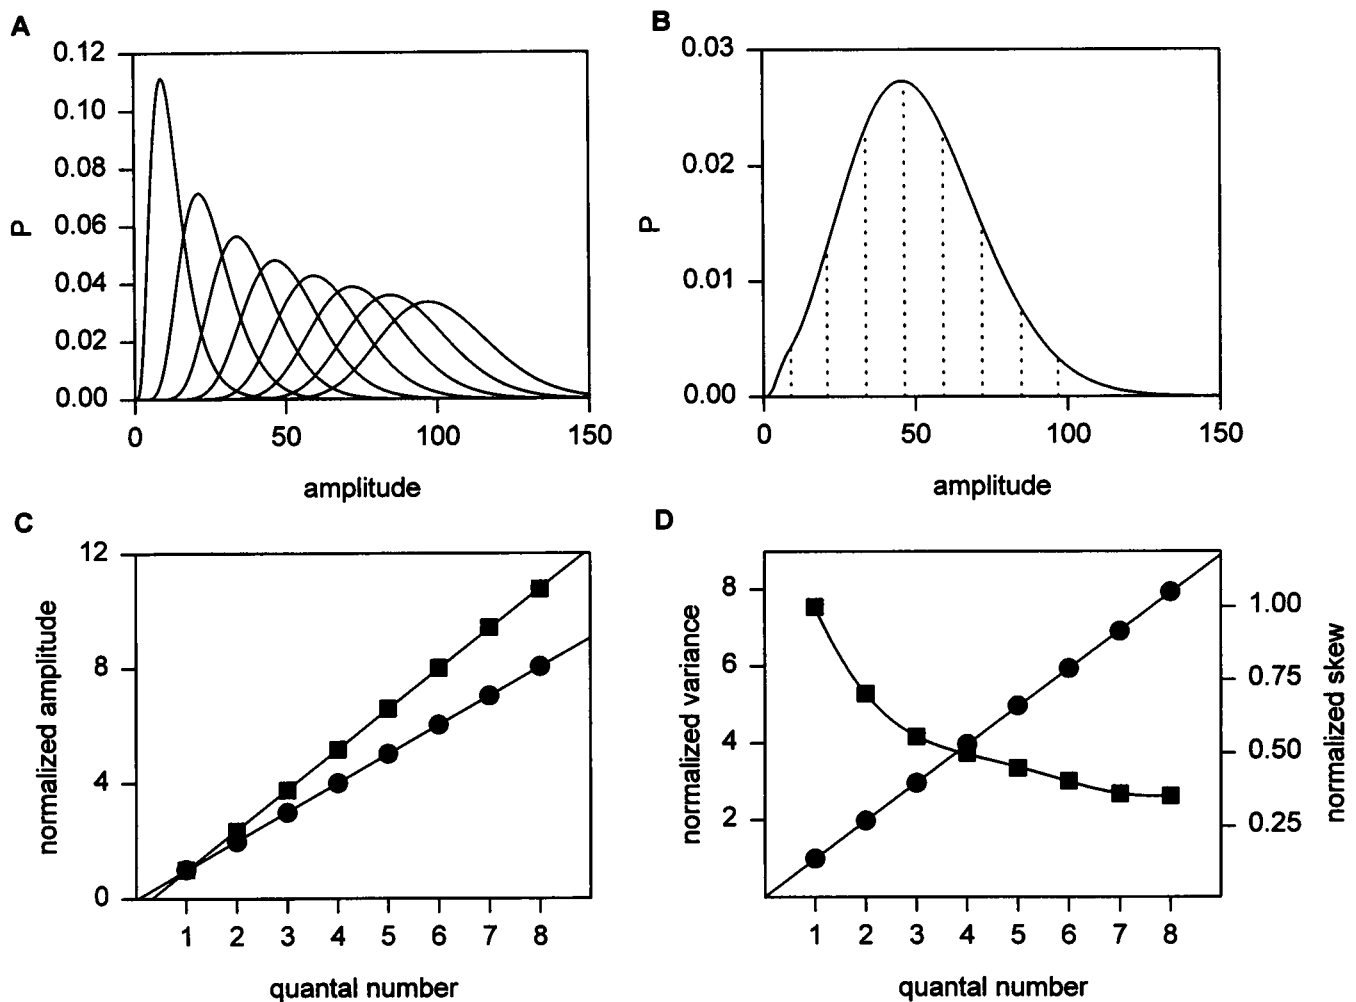 A
0.12
0.10
0.08
0.06
0.04
0.02
0.00
P
0
50
100
150
amplitude
B
0.03
0.02
0.01
0.00
P
0
50
100
150
amplitude
C
12
8
4
0
normalized amplitude
1 2 3 4 5 6 7 8
quantal number
D
8
6
4
2
normalized variance
1.00
0.75
0.50
0.25
normalized skew
1 2 3 4 5 6 7 8
quantal number